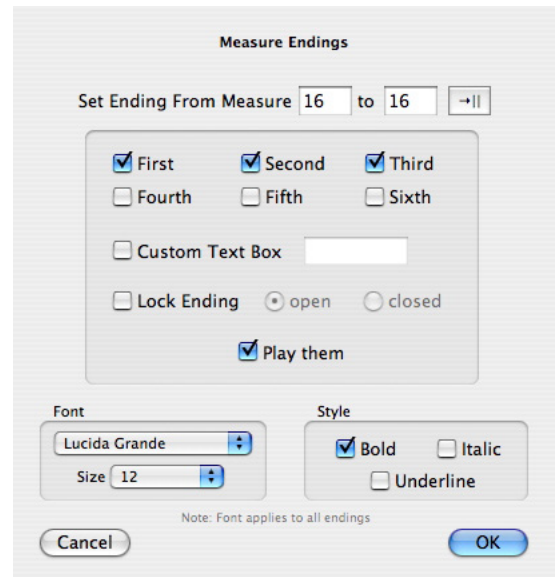 Measure Endings
Set Ending From Measure 16 to 16
First Second Third
Fourth Fifth Sixth
Custom Text Box
Lock Ending open closed
Play them
Font
Lucida Grande
Size 12
Style
Bold Italic
Underline
Note: Font applies to all endings
Cancel OK